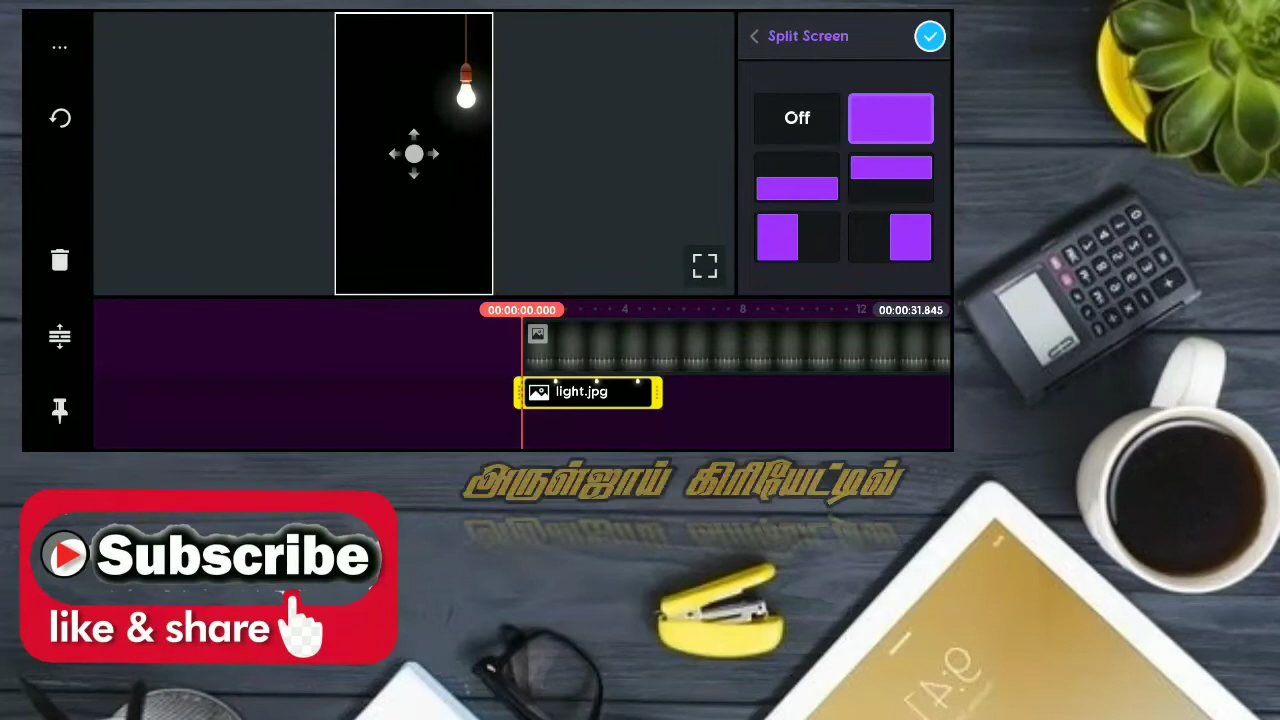 Split Screen
Off
00:00:00.000
4
8
12
00:00:31.845
light.jpg
அருள்ஜாய் கிரியேட்டிவ்
Subscribe
like & share